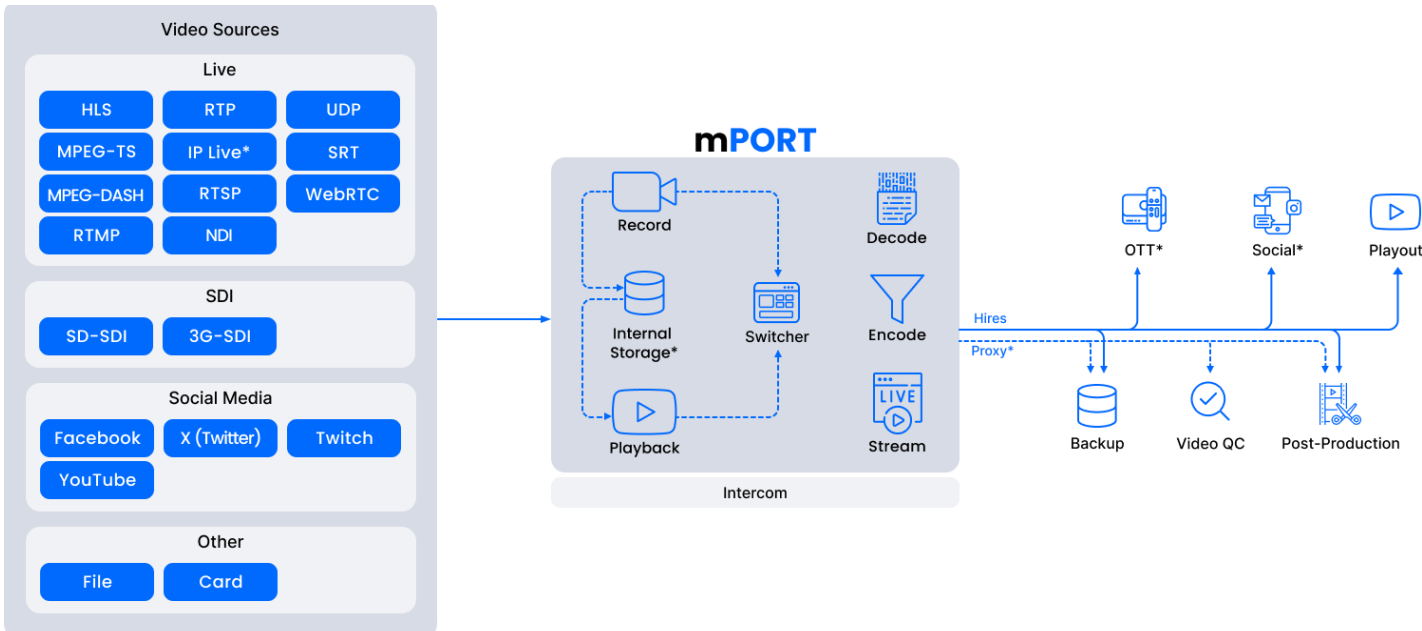 Video Sources
Live
HLS
RTP
UDP
MPEG-TS
IP Live*
SRT
MPEG-DASH
RTSP
WebRTC
RTMP
NDI
SDI
SD-SDI
3G-SDI
Social Media
Facebook
X (Twitter)
Twitch
YouTube
Other
File
Card
mPORT
Record
Internal
Storage*
Playback
Switcher
Decode
Encode
LIVE
Stream
Intercom
Hires
Proxy*
OTT*
Social*
Playout
Backup
Video QC
Post-Production